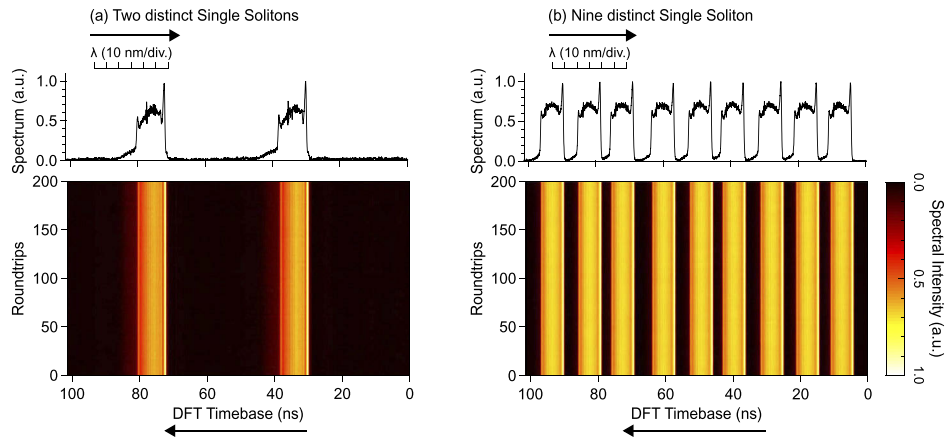 (a) Two distinct Single Solitons
λ (10 nm/div.)
Spectrum (a.u.)
1.0
0.5
0.0
Roundtrips
200
150
100
50
0
100 80 60 40 20 0
DFT Timebase (ns)
(b) Nine distinct Single Soliton
λ (10 nm/div.)
Spectrum (a.u.)
1.0
0.5
0.0
Roundtrips
200
150
100
50
0
100 80 60 40 20 0
DFT Timebase (ns)
0.0
0.5
1.0
Spectral Intensity (a.u.)